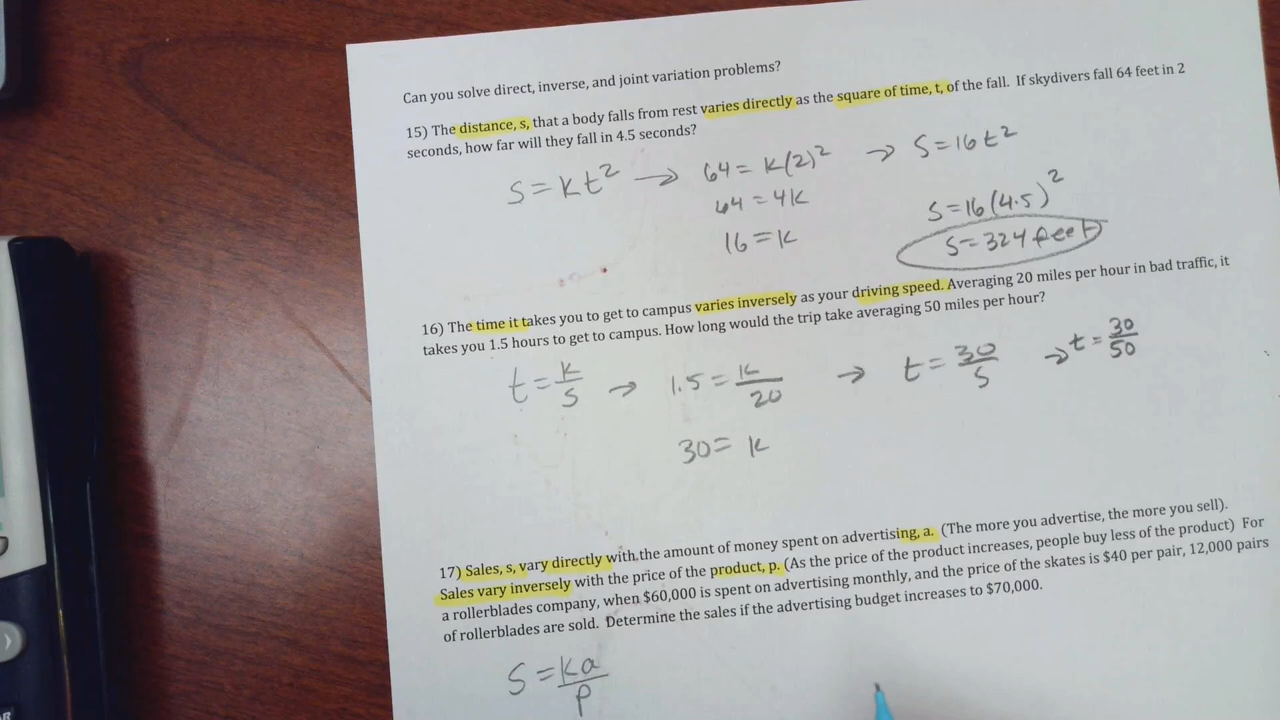 Can you solve direct, inverse, and joint variation problems?
15) The distance, s, that a body falls from rest varies directly as the square of time, t, of the fall. If skydivers fall 64 feet in 2
seconds, how far will they fall in 4.5 seconds?
s = kt² → 64 = k(2)² → s = 16t²
64 = 4k
s = 16(4.5)²
16 = k
s = 324 feet
16) The time it takes you to get to campus varies inversely as your driving speed. Averaging 20 miles per hour in bad traffic, it
takes you 1.5 hours to get to campus. How long would the trip take averaging 50 miles per hour?
t = k/s → 1.5 = k/20 → t = 30/s → t = 30/50
30 = k
17) Sales, s, vary directly with the amount of money spent on advertising, a. (The more you advertise, the more you sell).
Sales vary inversely with the price of the product, p. (As the price of the product increases, people buy less of the product) For
a rollerblades company, when $60,000 is spent on advertising monthly, and the price of the skates is $40 per pair, 12,000 pairs
of rollerblades are sold. Determine the sales if the advertising budget increases to $70,000.
S = ka/p